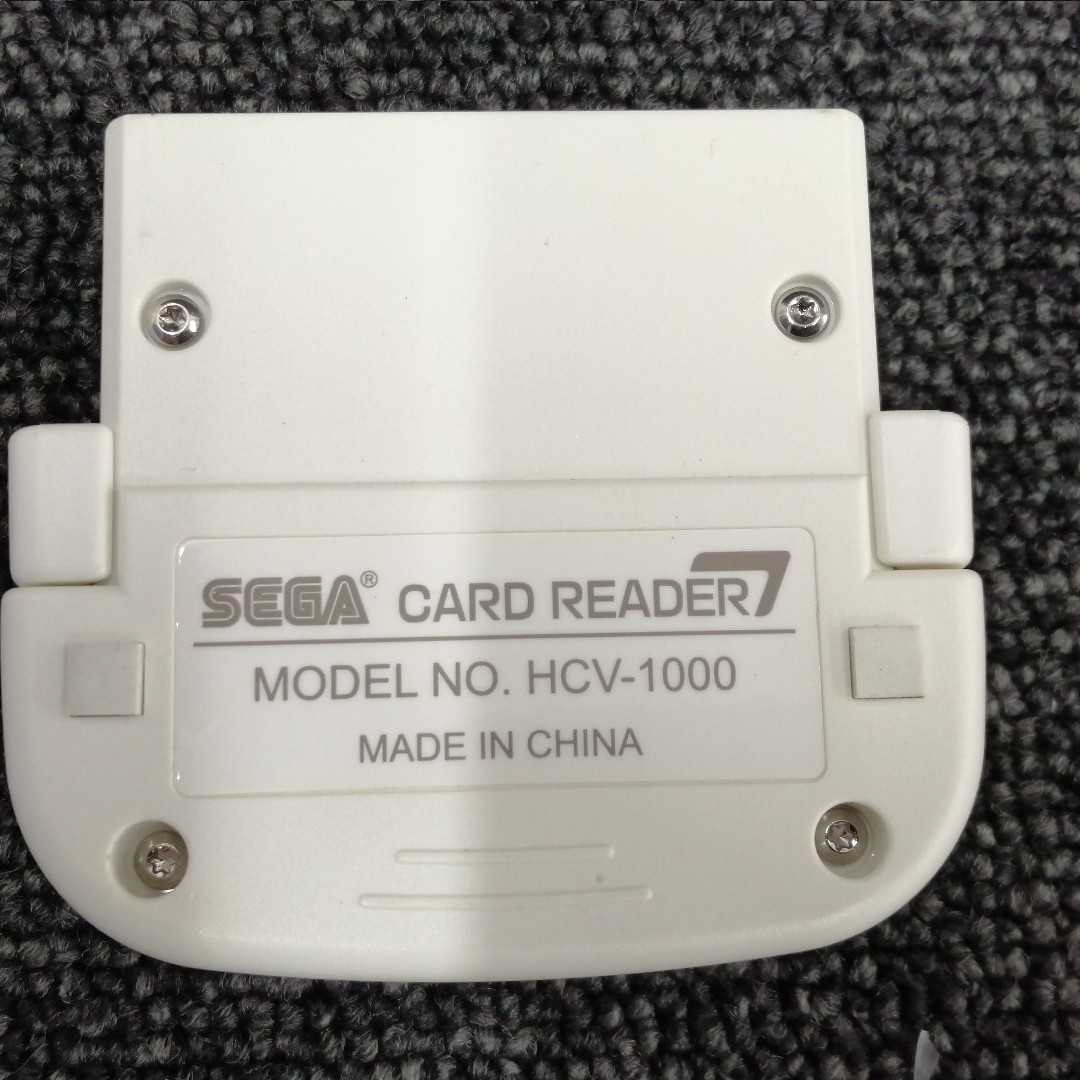 SEGA® CARD READER7
MODEL NO. HCV-1000
MADE IN CHINA